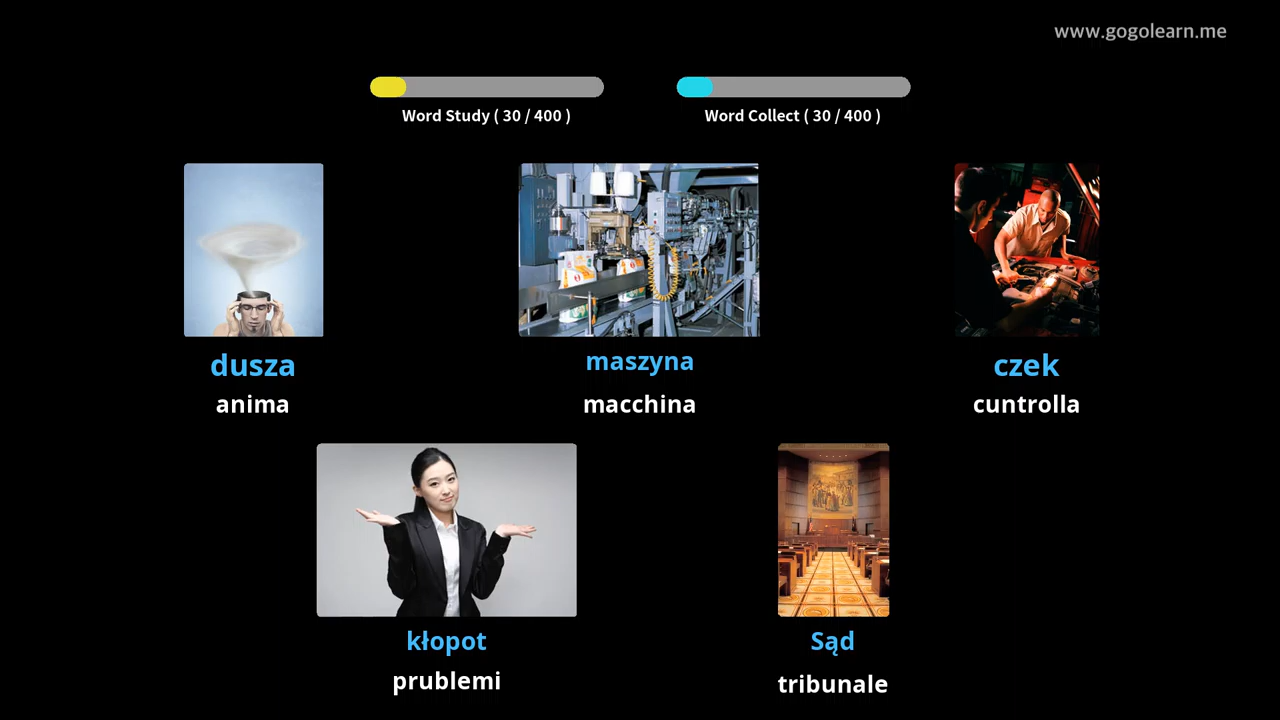 www.gogolearn.me
Word Study ( 30 / 400 )
Word Collect ( 30 / 400 )
dusza
anima
maszyna
macchina
czek
cuntrolla
kłopot
prublemi
Sąd
tribunale